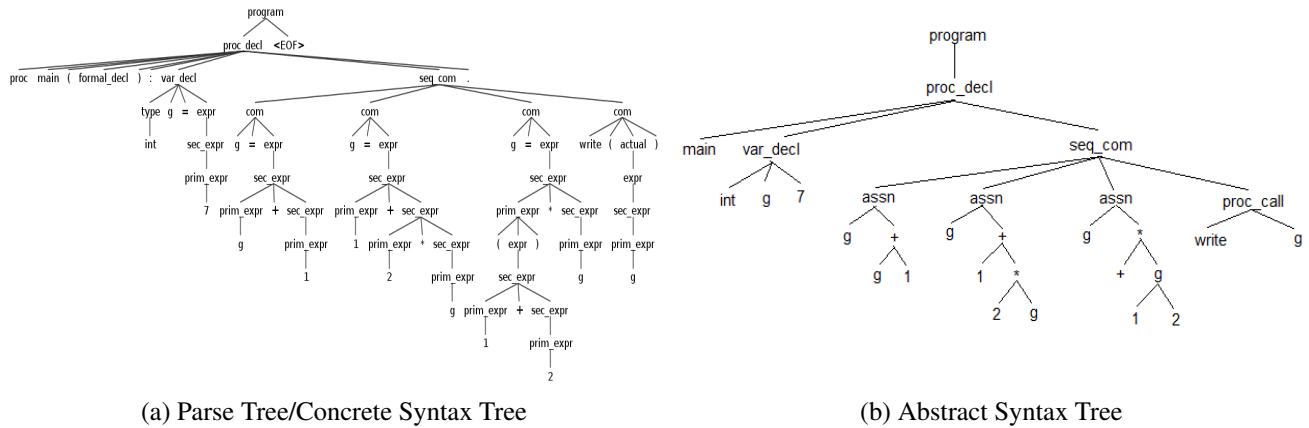 program
proc_decl <EOF>
proc main ( formal_decl ) : var_decl seq_com .
type g = expr com com com com
int sec_expr g = expr g = expr g = expr write ( actual )
prim_expr sec_expr sec_expr sec_expr expr
7 prim_expr + sec_expr prim_expr + sec_expr prim_expr * sec_expr sec_expr
g prim_expr 1 prim_expr * sec_expr ( expr ) prim_expr prim_expr
1 2 prim_expr sec_expr g g
g prim_expr + sec_expr
1 prim_expr
2
(a) Parse Tree/Concrete Syntax Tree
program
proc_decl
main var_decl seq_com
int g 7 assn assn assn proc_call
g + g + g * write g
g 1 1 * + g
2 g 1 2
(b) Abstract Syntax Tree